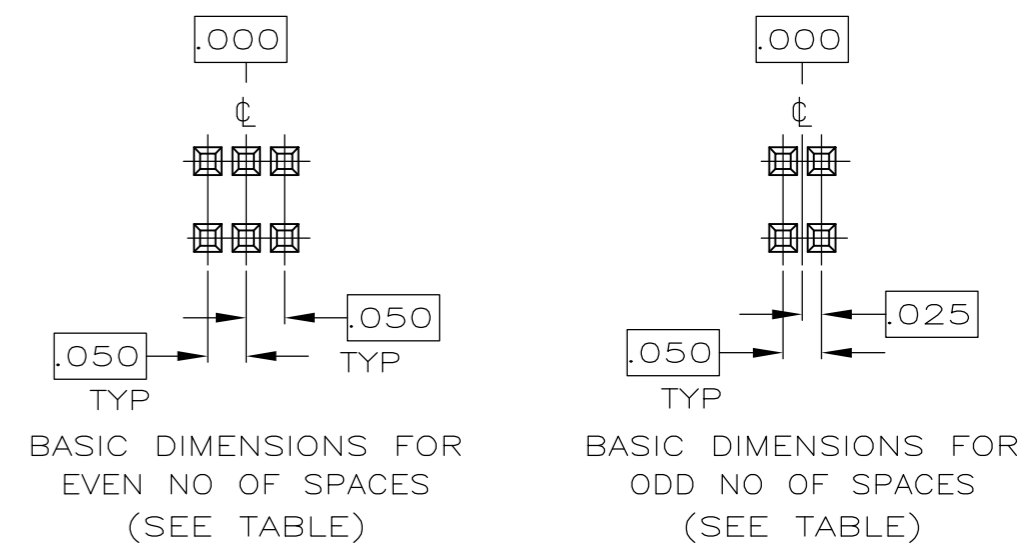 .000
℄
.050
TYP
.050
TYP
BASIC DIMENSIONS FOR
EVEN NO OF SPACES
(SEE TABLE)
.000
℄
.025
.050
TYP
BASIC DIMENSIONS FOR
ODD NO OF SPACES
(SEE TABLE)